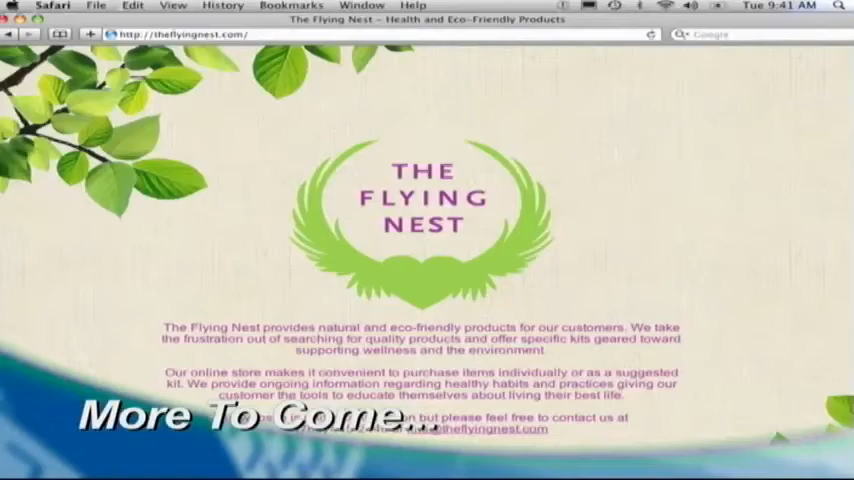 Safari File Edit View History Bookmarks Window Help Tue 9:41 AM
The Flying Nest – Health and Eco-Friendly Products
http://theflyingnest.com/ Google
THE
FLYING
NEST
The Flying Nest provides natural and eco-friendly products for our customers. We take
the frustration out of searching for quality products and offer specific kits geared toward
supporting wellness and the environment.
Our online store makes it convenient to purchase items individually or as a suggested
kit. We provide ongoing information regarding healthy habits and practices giving our
customer the tools to educate themselves about living their best life.
but please feel free to contact us at
theflyingnest.com
More To Come...